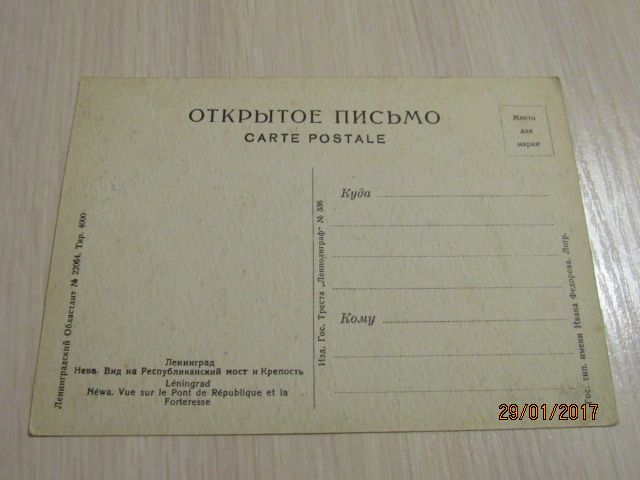 ОТКРЫТОЕ ПИСЬМО
CARTE POSTALE
Место
для
марки
Куда
Кому
Ленинградский Областлит № 22064. Тир. 4000
Изд. Гос. Треста „Ленполиграф" № 336
Гос. тип. имени Ивана Федорова. Лнгр.
Ленинград
Нева. Вид на Республиканский мост и Крепость
Léningrad
Néwa. Vue sur le Pont de République et la
Forteresse
29/01/2017